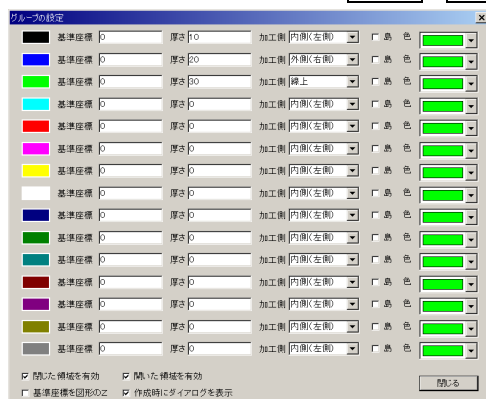 グループの設定
基準座標 0 厚さ 10 加工側 内側(左側) 島 色
基準座標 0 厚さ 20 加工側 外側(右側) 島 色
基準座標 0 厚さ 30 加工側 線上 島 色
基準座標 0 厚さ 0 加工側 内側(左側) 島 色
基準座標 0 厚さ 0 加工側 内側(左側) 島 色
基準座標 0 厚さ 0 加工側 内側(左側) 島 色
基準座標 0 厚さ 0 加工側 内側(左側) 島 色
基準座標 0 厚さ 0 加工側 内側(左側) 島 色
基準座標 0 厚さ 0 加工側 内側(左側) 島 色
基準座標 0 厚さ 0 加工側 内側(左側) 島 色
基準座標 0 厚さ 0 加工側 内側(左側) 島 色
基準座標 0 厚さ 0 加工側 内側(左側) 島 色
基準座標 0 厚さ 0 加工側 内側(左側) 島 色
基準座標 0 厚さ 0 加工側 内側(左側) 島 色
基準座標 0 厚さ 0 加工側 内側(左側) 島 色
閉じた領域を有効 開いた領域を有効
閉じる
基準座標を図形のZ 作成時にダイアログを表示